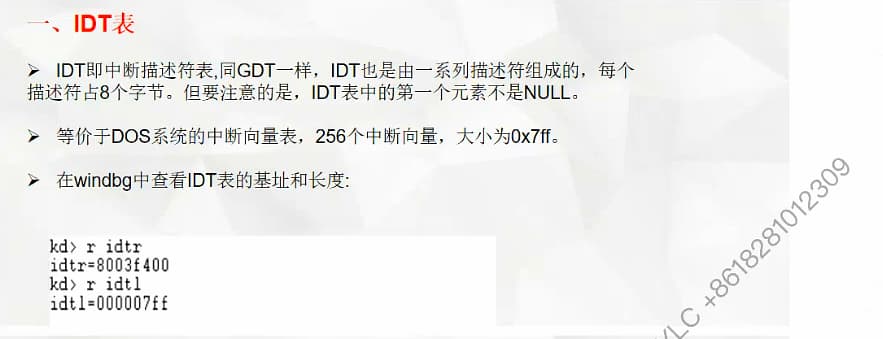 一、IDT表
➢ IDT即中断描述符表,同GDT一样，IDT也是由一系列描述符组成的，每个
描述符占8个字节。但要注意的是，IDT表中的第一个元素不是NULL。
➢ 等价于DOS系统的中断向量表，256个中断向量，大小为0x7ff。
➢ 在windbg中查看IDT表的基址和长度:
kd> r idtr
idtr=8003f400
kd> r idtl
idtl=000007ff
LC +8618281012309